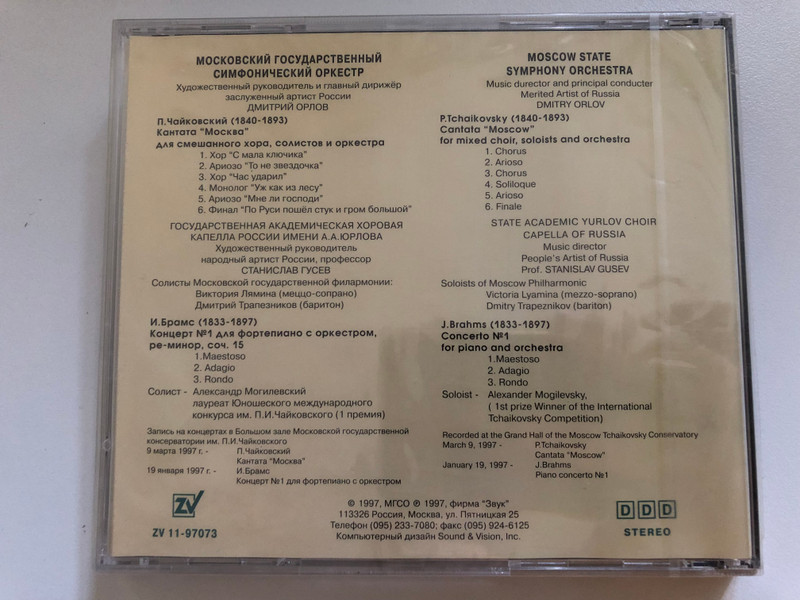 МОСКОВСКИЙ ГОСУДАРСТВЕННЫЙ
СИМФОНИЧЕСКИЙ ОРКЕСТР
Художественный руководитель и главный дирижёр
заслуженный артист России
ДМИТРИЙ ОРЛОВ
П.Чайковский (1840-1893)
Кантата "Москва"
для смешанного хора, солистов и оркестра
1. Хор "С мала ключика"
2. Ариозо "То не звездочка"
3. Хор "Час ударил"
4. Монолог "Уж как из лесу"
5. Ариозо "Мне ли господи"
6. Финал "По Руси пошёл стук и гром большой"
ГОСУДАРСТВЕННАЯ АКАДЕМИЧЕСКАЯ ХОРОВАЯ
КАПЕЛЛА РОССИИ ИМЕНИ А.А.ЮРЛОВА
Художественный руководитель
народный артист России, профессор
СТАНИСЛАВ ГУСЕВ
Солисты Московской государственной филармонии:
Виктория Лямина (меццо-сопрано)
Дмитрий Трапезников (баритон)
И.Брамс (1833-1897)
Концерт №1 для фортепиано с оркестром,
ре-минор, соч. 15
1.Maestoso
2. Adagio
3. Rondo
Солист - Александр Могилевский
лауреат Юношеского международного
конкурса им. П.И.Чайковского (1 премия)
Запись на концертах в Большом зале Московской государственной
консерватории им. П.И.Чайковского
9 марта 1997 г. - П.Чайковский
Кантата "Москва"
19 января 1997 г. - И.Брамс
Концерт №1 для фортепиано с оркестром
MOSCOW STATE
SYMPHONY ORCHESTRA
Music durector and principal conducter
Merited Artist of Russia
DMITRY ORLOV
P.Tchaikovsky (1840-1893)
Cantata "Moscow"
for mixed choir, soloists and orchestra
1. Chorus
2. Arioso
3. Chorus
4. Soliloque
5. Arioso
6. Finale
STATE ACADEMIC YURLOV CHOIR
CAPELLA OF RUSSIA
Music director
People's Artist of Russia
Prof. STANISLAV GUSEV
Soloists of Moscow Philharmonic
Victoria Lyamina (mezzo-soprano)
Dmitry Trapeznikov (bariton)
J.Brahms (1833-1897)
Concerto №1
for piano and orchestra
1.Maestoso
2. Adagio
3. Rondo
Soloist - Alexander Mogilevsky,
( 1st prize Winner of the International
Tchaikovsky Competition)
Recorded at the Grand Hall of the Moscow Tchaikovsky Conservatory
March 9, 1997 - P.Tchaikovsky
Cantata "Moscow"
January 19, 1997 - J.Brahms
Piano concerto №1
ZV
ZV 11-97073
© 1997, МГСО ℗ 1997, фирма "Звук"
113326 Россия, Москва, ул. Пятницкая 25
Телефон (095) 233-7080; факс (095) 924-6125
Компьютерный дизайн Sound & Vision, Inc.
D D D
STEREO